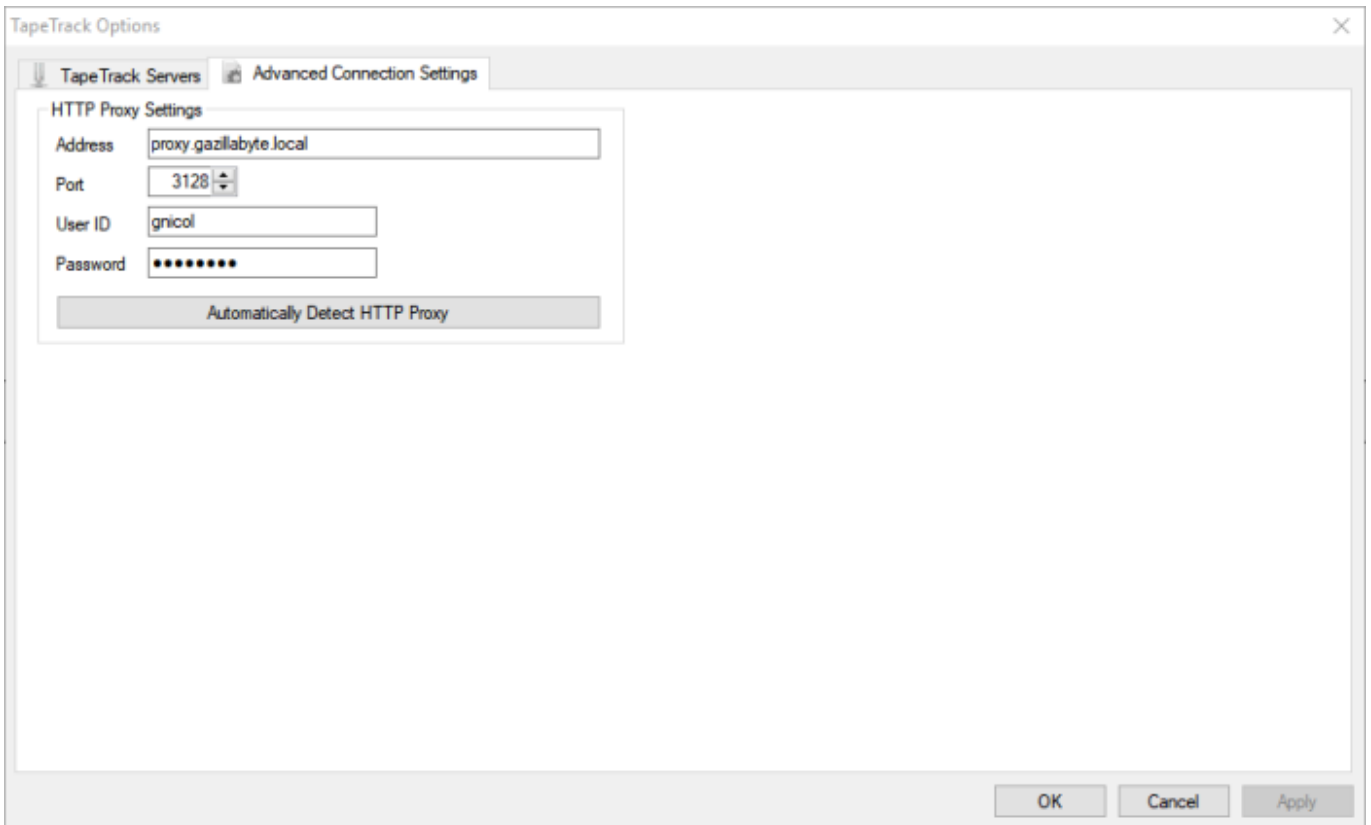 TapeTrack Options
TapeTrack Servers Advanced Connection Settings
HTTP Proxy Settings
Address proxy.gazillabyte.local
Port 3128
User ID gnicol
Password ••••••••
Automatically Detect HTTP Proxy
OK Cancel Apply